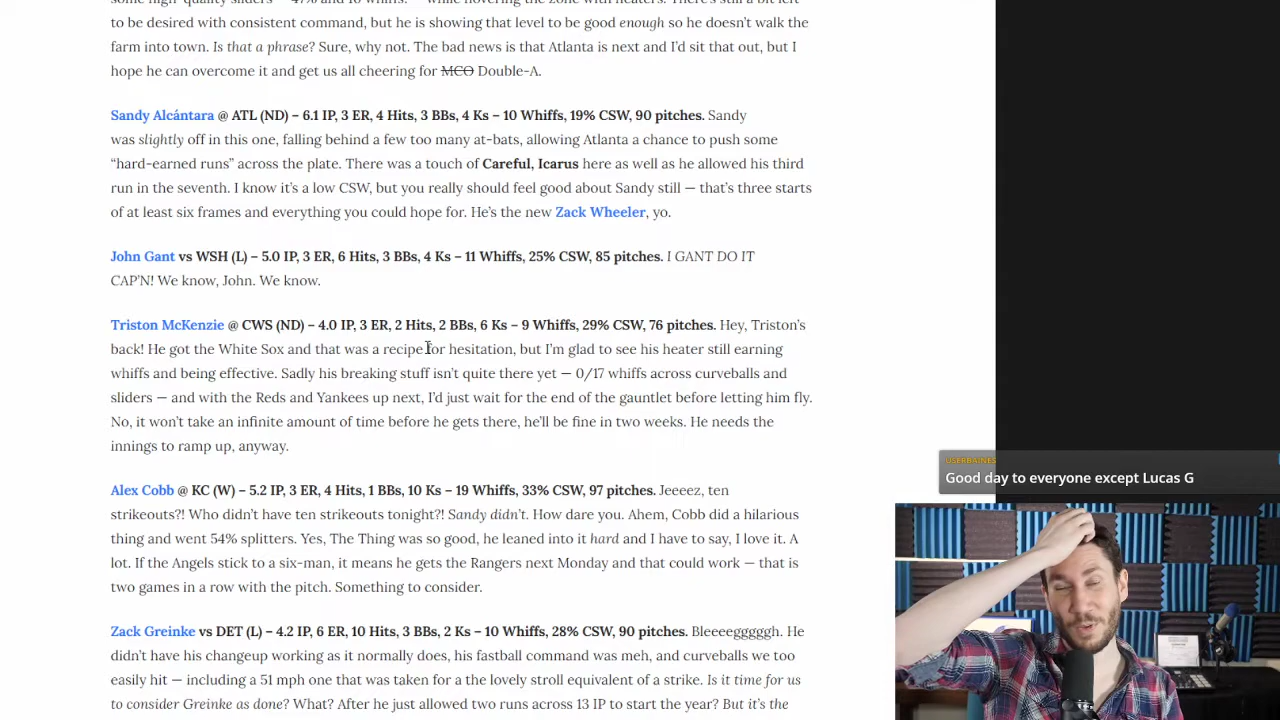 some high-quality sliders — 47% and 10 whiffs! — while hovering the zone with heaters. There's still a bit left
to be desired with consistent command, but he is showing that level to be good enough so he doesn't walk the
farm into town. Is that a phrase? Sure, why not. The bad news is that Atlanta is next and I'd sit that out, but I
hope he can overcome it and get us all cheering for MCO Double-A.
Sandy Alcántara @ ATL (ND) – 6.1 IP, 3 ER, 4 Hits, 3 BBs, 4 Ks – 10 Whiffs, 19% CSW, 90 pitches. Sandy
was slightly off in this one, falling behind a few too many at-bats, allowing Atlanta a chance to push some
“hard-earned runs” across the plate. There was a touch of Careful, Icarus here as well as he allowed his third
run in the seventh. I know it's a low CSW, but you really should feel good about Sandy still — that's three starts
of at least six frames and everything you could hope for. He's the new Zack Wheeler, yo.
John Gant vs WSH (L) – 5.0 IP, 3 ER, 6 Hits, 3 BBs, 4 Ks – 11 Whiffs, 25% CSW, 85 pitches. I GANT DO IT
CAP'N! We know, John. We know.
Triston McKenzie @ CWS (ND) – 4.0 IP, 3 ER, 2 Hits, 2 BBs, 6 Ks – 9 Whiffs, 29% CSW, 76 pitches. Hey, Triston's
back! He got the White Sox and that was a recipe for hesitation, but I'm glad to see his heater still earning
whiffs and being effective. Sadly his breaking stuff isn't quite there yet — 0/17 whiffs across curveballs and
sliders — and with the Reds and Yankees up next, I'd just wait for the end of the gauntlet before letting him fly.
No, it won't take an infinite amount of time before he gets there, he'll be fine in two weeks. He needs the
innings to ramp up, anyway.
USERBAINES
Good day to everyone except Lucas G
Alex Cobb @ KC (W) – 5.2 IP, 3 ER, 4 Hits, 1 BBs, 10 Ks – 19 Whiffs, 33% CSW, 97 pitches. Jeeeez, ten
strikeouts?! Who didn't have ten strikeouts tonight?! Sandy didn't. How dare you. Ahem, Cobb did a hilarious
thing and went 54% splitters. Yes, The Thing was so good, he leaned into it hard and I have to say, I love it. A
lot. If the Angels stick to a six-man, it means he gets the Rangers next Monday and that could work — that is
two games in a row with the pitch. Something to consider.
Zack Greinke vs DET (L) – 4.2 IP, 6 ER, 10 Hits, 3 BBs, 2 Ks – 10 Whiffs, 28% CSW, 90 pitches. Bleeeeggggh. He
didn't have his changeup working as it normally does, his fastball command was meh, and curveballs we too
easily hit — including a 51 mph one that was taken for a the lovely stroll equivalent of a strike. Is it time for us
to consider Greinke as done? What? After he just allowed two runs across 13 IP to start the year? But it's the